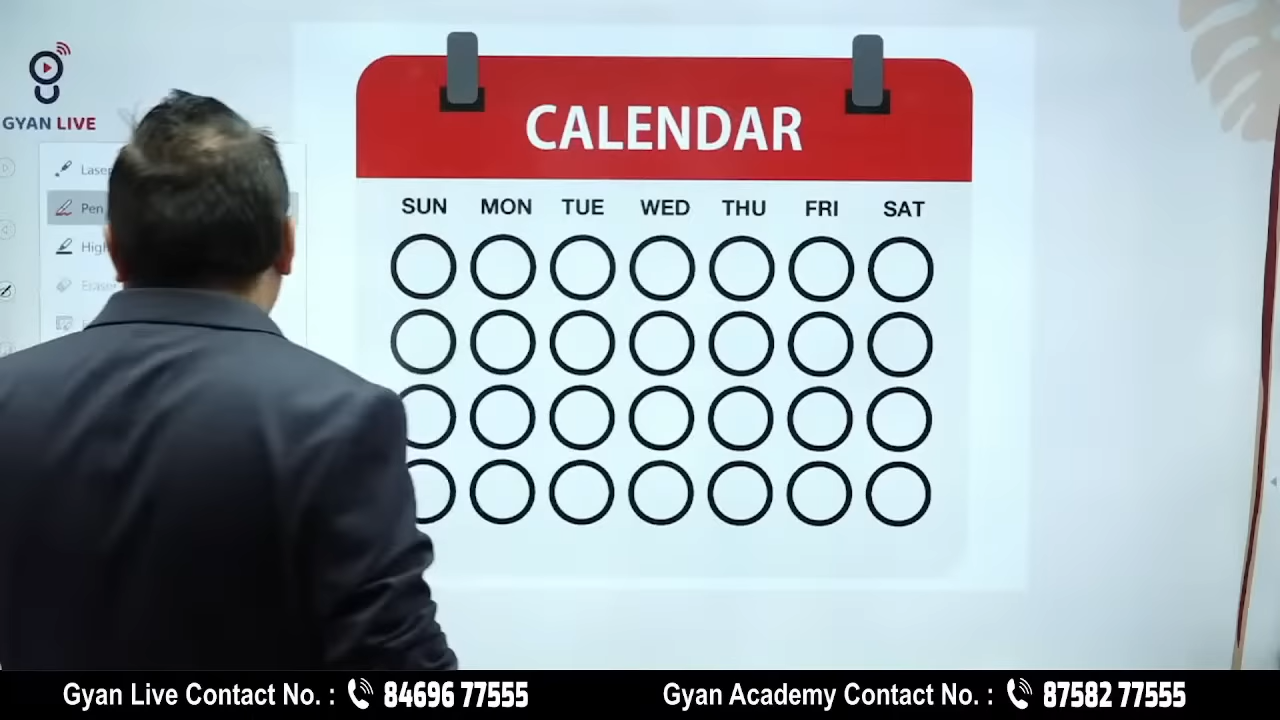 GYAN LIVE
CALENDAR
SUN MON TUE WED THU FRI SAT
Pen
Gyan Live Contact No. : 84696 77555
Gyan Academy Contact No. : 87582 77555